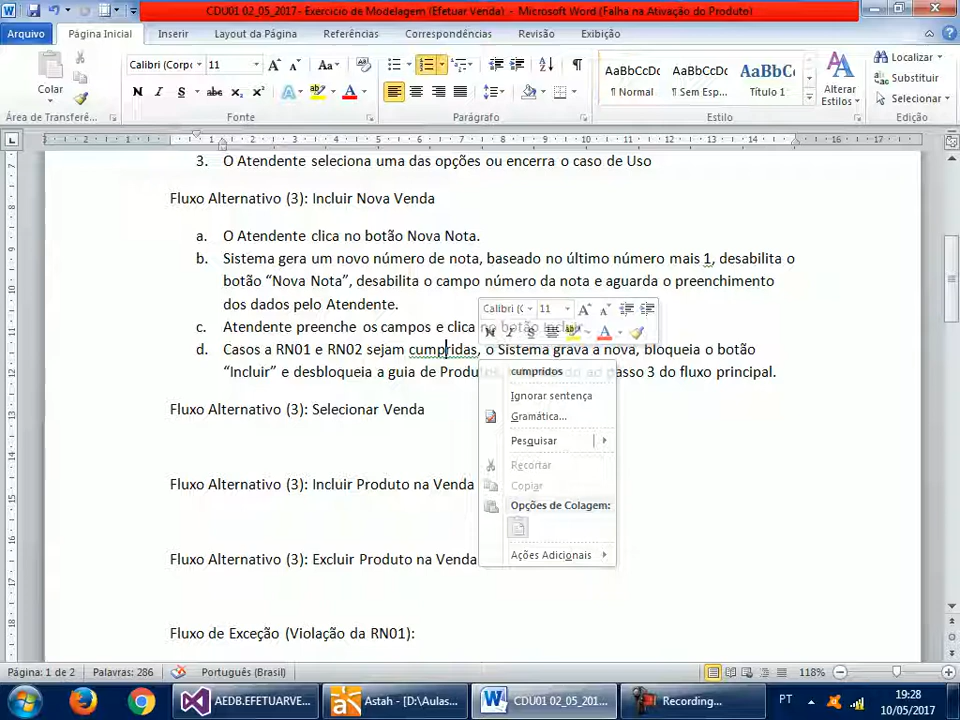 CDU01 02_05_2017- Exercicio de Modelagem (Efetuar Venda) - Microsoft Word (Falha na Ativação do Produto)
Arquivo Página Inicial Inserir Layout da Página Referências Correspondências Revisão Exibição
Colar
Calibri (Corpc 11
AaBbCcDc AaBbCcDc AaBbC
¶ Normal ¶ Sem Esp... Título 1
Alterar Estilos
Localizar
Substituir
Selecionar
Área de Transferê... Fonte Parágrafo Estilo Edição
3. O Atendente seleciona uma das opções ou encerra o caso de Uso
Fluxo Alternativo (3): Incluir Nova Venda
a. O Atendente clica no botão Nova Nota.
b. Sistema gera um novo número de nota, baseado no último número mais 1, desabilita o
botão “Nova Nota”, desabilita o campo número da nota e aguarda o preenchimento
dos dados pelo Atendente.
Calibri (C 11
c. Atendente preenche os campos e clica no botão Incluir.
d. Casos a RN01 e RN02 sejam cumpridas, o Sistema grava a nova, bloqueia o botão
“Incluir” e desbloqueia a guia de Produtos, ao passo 3 do fluxo principal.
cumpridos
Ignorar sentença
Gramática...
Pesquisar
Recortar
Copiar
Opções de Colagem:
Ações Adicionais
Fluxo Alternativo (3): Selecionar Venda
Fluxo Alternativo (3): Incluir Produto na Venda
Fluxo Alternativo (3): Excluir Produto na Venda
Fluxo de Exceção (Violação da RN01):
Página: 1 de 2 Palavras: 286 Português (Brasil) 118%
AEDB.EFETUARVE... Astah - [D:\Aulas... CDU01 02_05_201... Recording... PT 19:28
10/05/2017